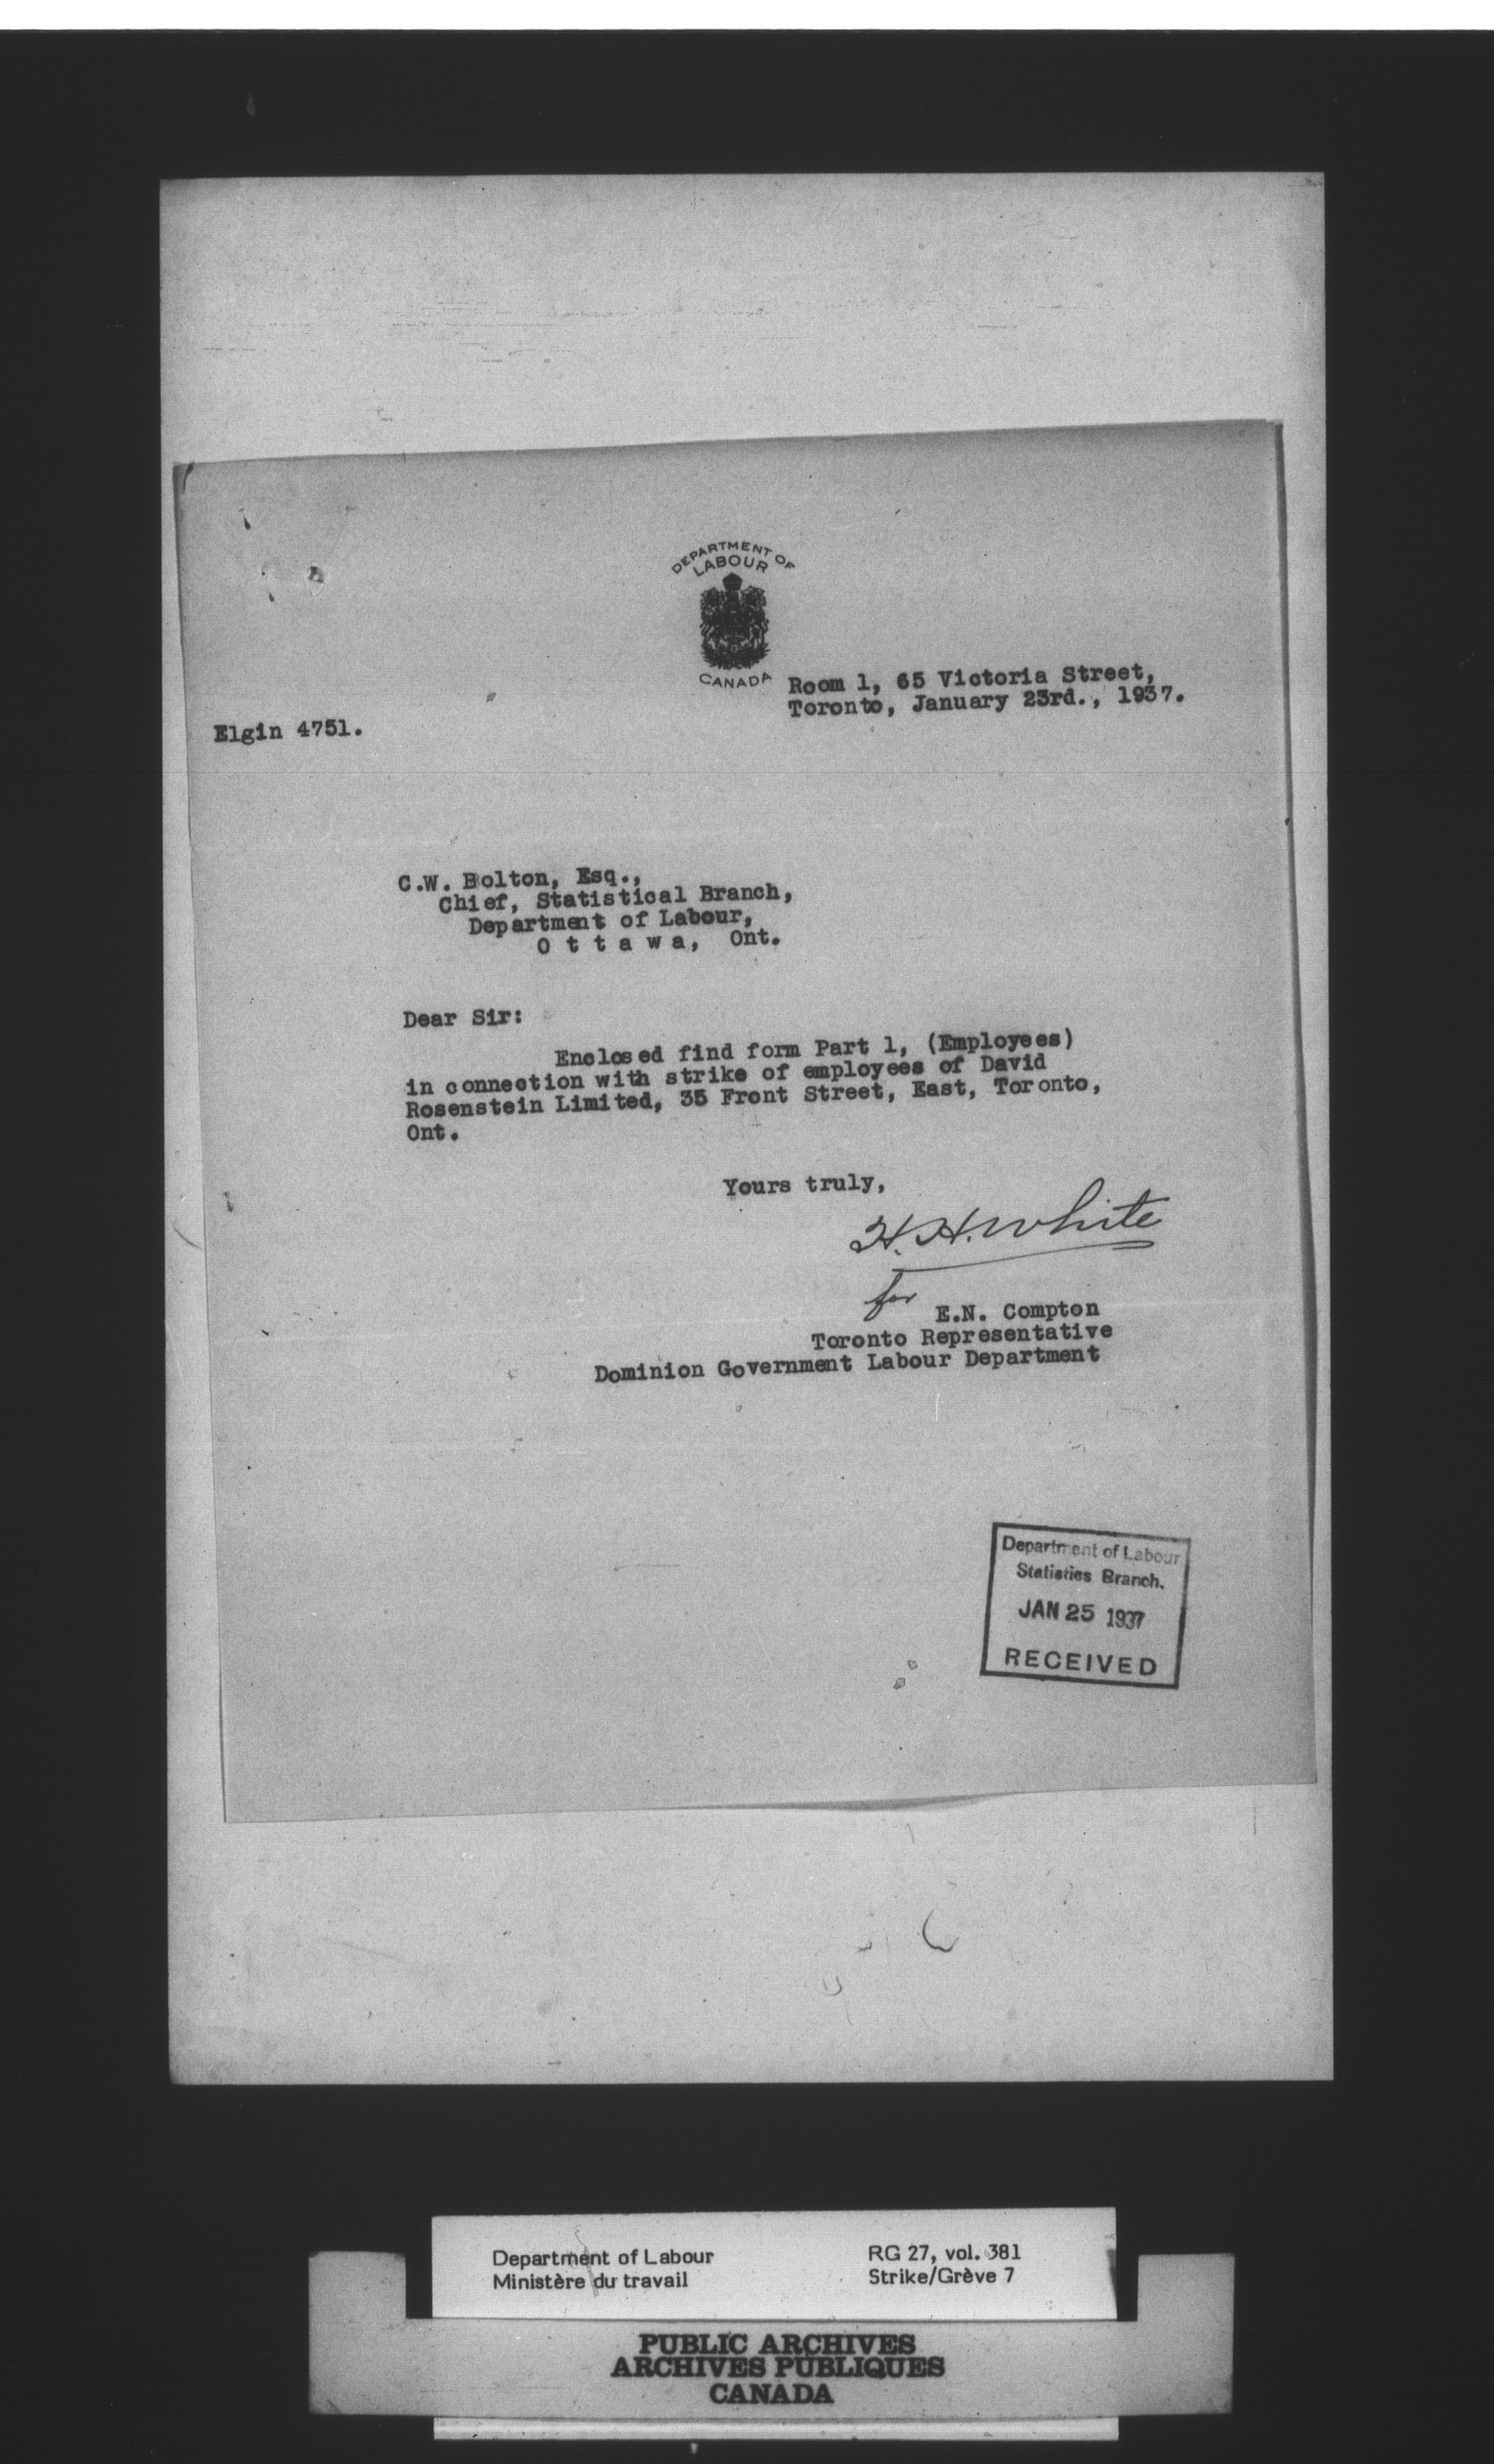 DEPARTMENT OF
LABOUR
CANADA
Room 1, 65 Victoria Street,
Toronto, January 23rd., 1937.
Elgin 4751.
C.W. Bolton, Esq.,
Chief, Statistical Branch,
Department of Labour,
O t t a w a, Ont.
Dear Sir:
Enclosed find form Part 1, (Employees)
in connection with strike of employees of David
Rosenstein Limited, 35 Front Street, East, Toronto,
Ont.
Yours truly,
H.H. White
for
E.N. Compton
Toronto Representative
Dominion Government Labour Department
Department of Labour
Statistics Branch.
JAN 25 1937
RECEIVED
Department of Labour
Ministère du travail
RG 27, vol. 381
Strike/Grève 7
PUBLIC ARCHIVES
ARCHIVES PUBLIQUES
CANADA